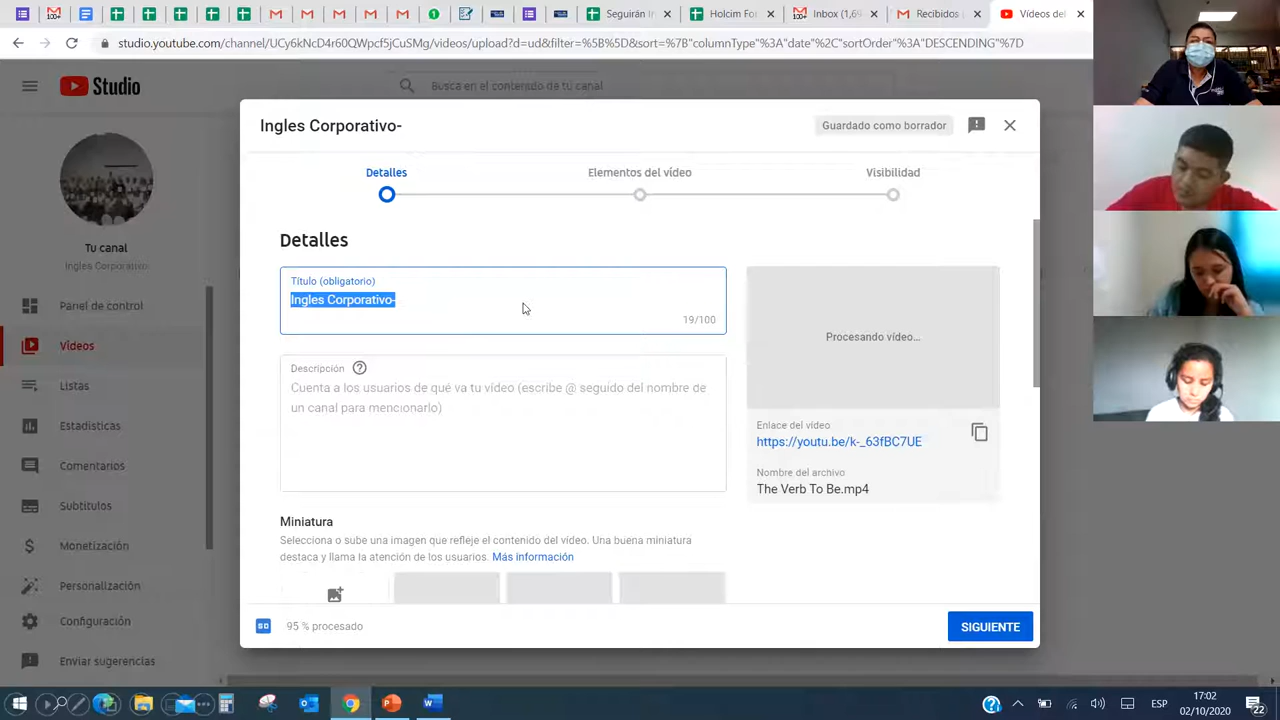 Seguirán In
Holcim For
Inbox (1,6
Recibidos
Vídeos del
studio.youtube.com/channel/UCy6kNcD4r60QWpcf5jCuSMg/videos/upload?d=ud&filter=%5B%5D&sort=%7B"columnType"%3A"date"%2C"sortOrder"%3A"DESCENDING"%7D
Studio
Busca en el contenido de tu canal
Ingles Corporativo-
Guardado como borrador
Detalles
Elementos del vídeo
Visibilidad
Tu canal
Ingles Corporativo.
Panel de control
Vídeos
Listas
Estadísticas
Comentarios
Subtítulos
Monetización
Personalización
Configuración
Enviar sugerencias
Detalles
Título (obligatorio)
Ingles Corporativo-
19/100
Descripción
Cuenta a los usuarios de qué va tu vídeo (escribe @ seguido del nombre de
un canal para mencionarlo)
Procesando vídeo...
Enlace del vídeo
https://youtu.be/k-_63fBC7UE
Nombre del archivo
The Verb To Be.mp4
Miniatura
Selecciona o sube una imagen que refleje el contenido del vídeo. Una buena miniatura
destaca y llama la atención de los usuarios. Más información
95 % procesado
SIGUIENTE
ESP
17:02
02/10/2020
22